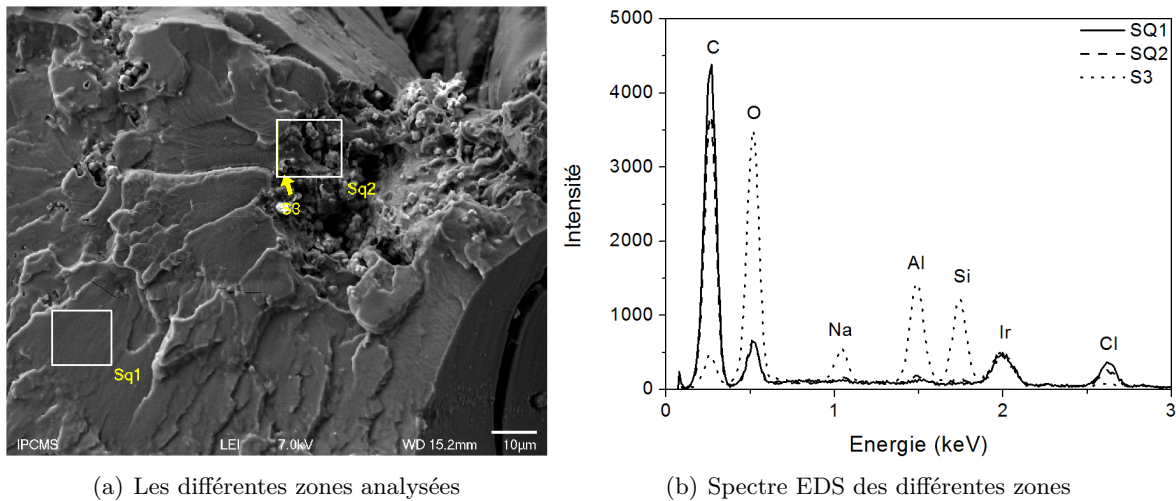 Sq2
S3
Sq1
IPCMS LEI 7.0kV WD 15.2mm 10µm
(a) Les différentes zones analysées
5000
4000
3000
2000
1000
0
Intensité
C
O
Na
Al
Si
Ir
Cl
SQ1
SQ2
S3
0 1 2 3
Energie (keV)
(b) Spectre EDS des différentes zones